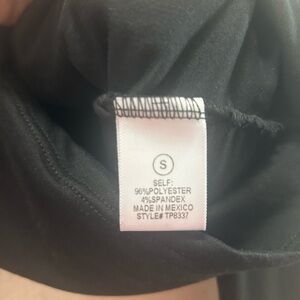 S
SELF:
96%POLYESTER
4%SPANDEX
MADE IN MEXICO
STYLE# TP8337